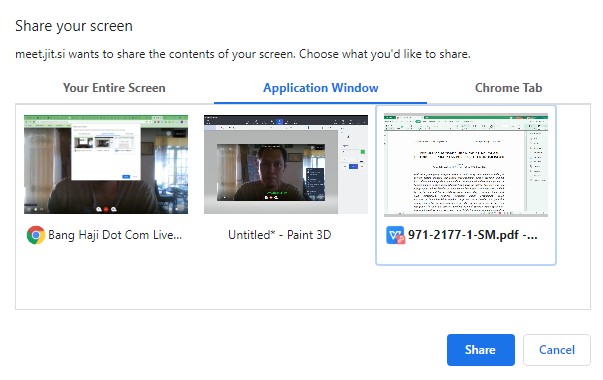 Share your screen
meet.jit.si wants to share the contents of your screen. Choose what you'd like to share.
Your Entire Screen
Application Window
Chrome Tab
Bang Haji Dot Com Live...
Untitled* - Paint 3D
971-2177-1-SM.pdf -...
Share
Cancel